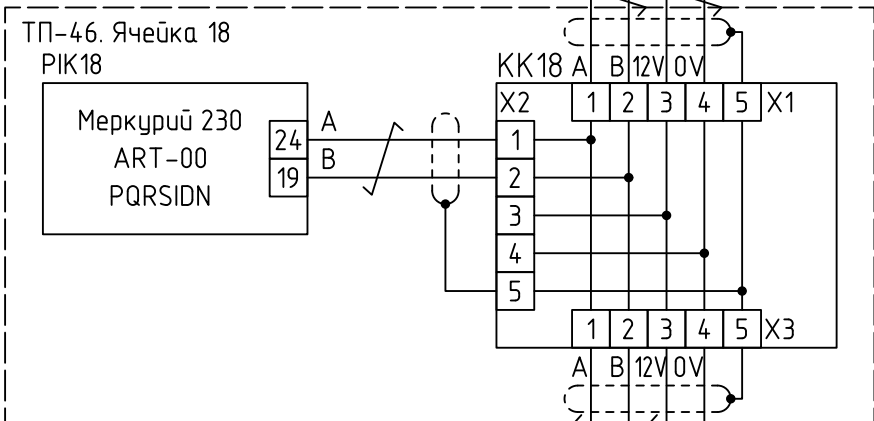 ТП-46. Ячейка 18
PIK18
KK18 A B 12V 0V
X2 1 2 3 4 5 X1
Меркурий 230
ART-00
PQRSIDN
24 A
19 B
1
2
3
4
5
1 2 3 4 5 X3
A B 12V 0V